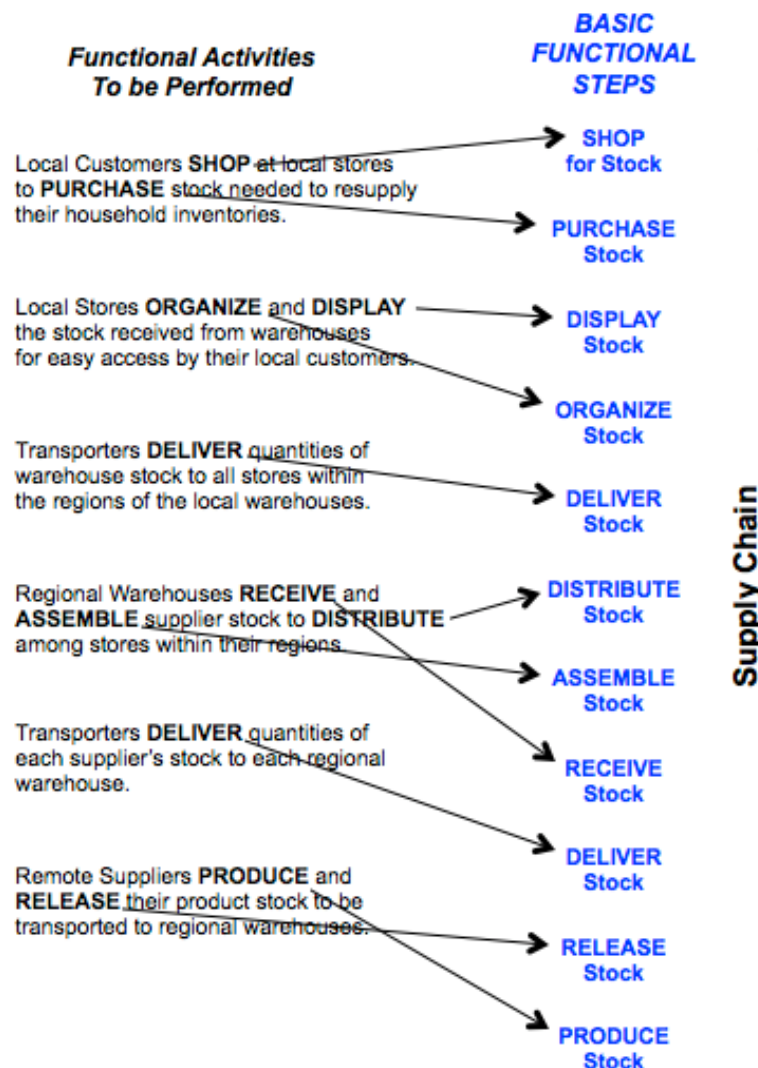 Functional Activities
To be Performed
BASIC
FUNCTIONAL
STEPS
Local Customers SHOP at local stores
to PURCHASE stock needed to resupply
their household inventories.
SHOP
for Stock
PURCHASE
Stock
Local Stores ORGANIZE and DISPLAY
the stock received from warehouses
for easy access by their local customers.
DISPLAY
Stock
ORGANIZE
Stock
Transporters DELIVER quantities of
warehouse stock to all stores within
the regions of the local warehouses.
DELIVER
Stock
Regional Warehouses RECEIVE and
ASSEMBLE supplier stock to DISTRIBUTE
among stores within their regions.
DISTRIBUTE
Stock
ASSEMBLE
Stock
Transporters DELIVER quantities of
each supplier's stock to each regional
warehouse.
RECEIVE
Stock
DELIVER
Stock
Remote Suppliers PRODUCE and
RELEASE their product stock to be
transported to regional warehouses.
RELEASE
Stock
PRODUCE
Stock
Supply Chain